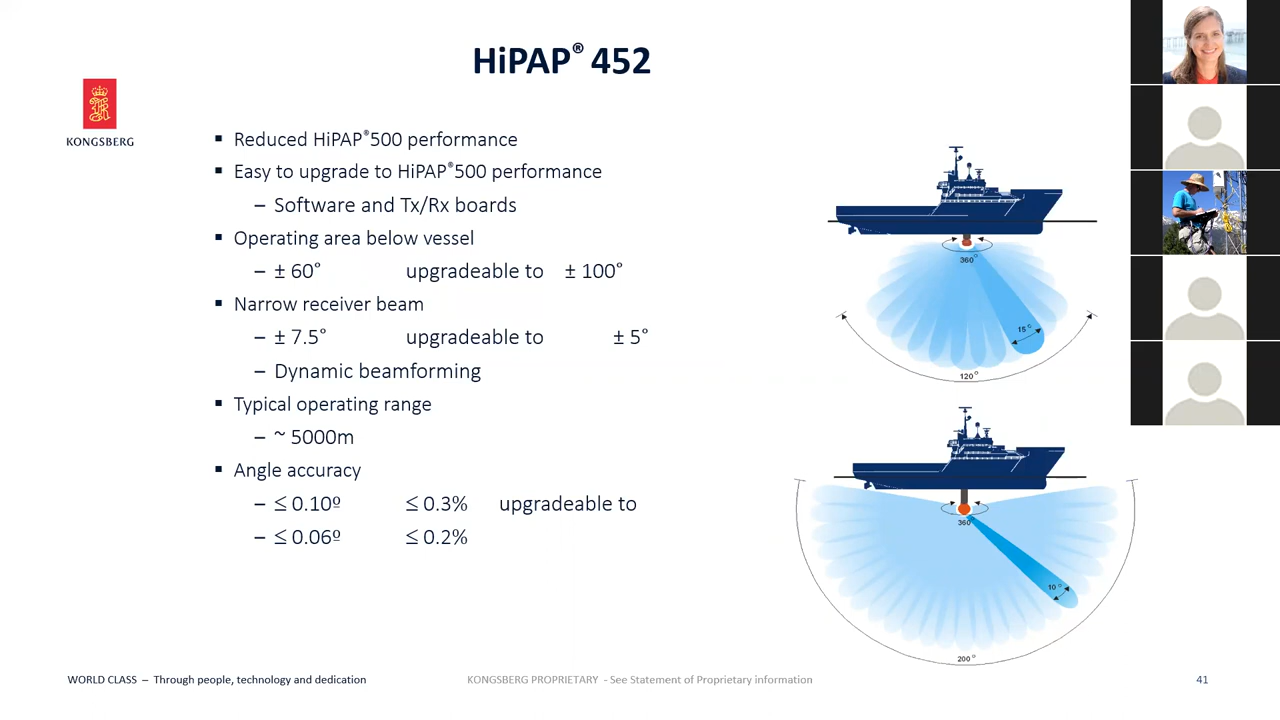 HiPAP® 452
KONGSBERG
▪ Reduced HiPAP®500 performance
▪ Easy to upgrade to HiPAP®500 performance
– Software and Tx/Rx boards
▪ Operating area below vessel
– ± 60° upgradeable to ± 100°
▪ Narrow receiver beam
– ± 7.5° upgradeable to ± 5°
– Dynamic beamforming
▪ Typical operating range
– ~ 5000m
▪ Angle accuracy
– ≤ 0.10º ≤ 0.3% upgradeable to
– ≤ 0.06º ≤ 0.2%
360°
15°
120°
360°
10°
200°
WORLD CLASS – Through people, technology and dedication
KONGSBERG PROPRIETARY - See Statement of Proprietary information
41